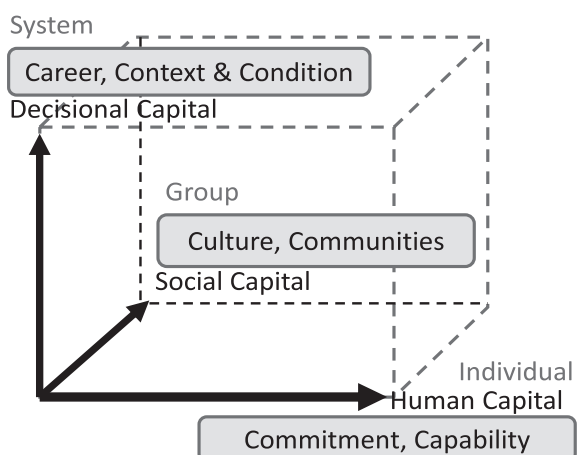 System
Career, Context & Condition
Decisional Capital
Group
Culture, Communities
Social Capital
Individual
Human Capital
Commitment, Capability